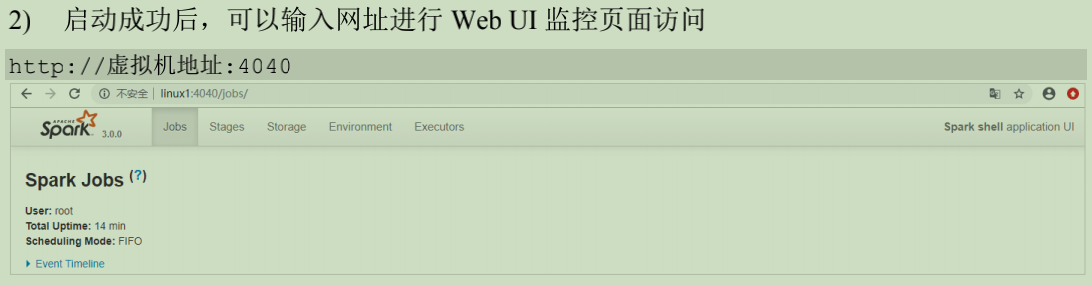 2) 启动成功后，可以输入网址进行 Web UI 监控页面访问
http://虚拟机地址:4040
不安全 | linux1:4040/jobs/
APACHE Spark 3.0.0 Jobs Stages Storage Environment Executors Spark shell application UI
Spark Jobs (?)
User: root
Total Uptime: 14 min
Scheduling Mode: FIFO
Event Timeline